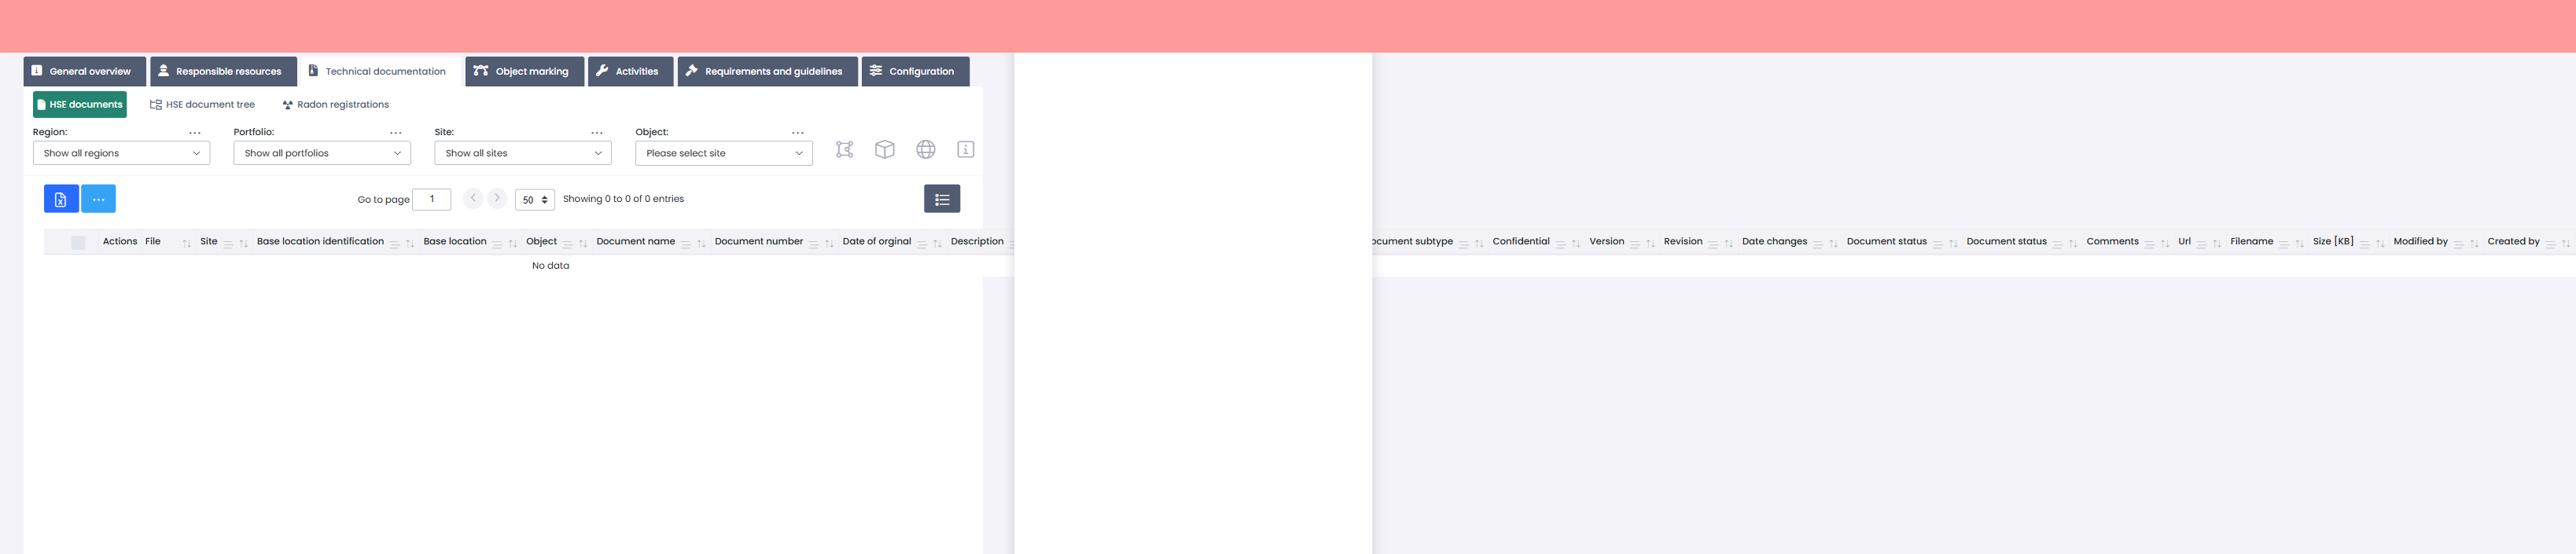 General overview Responsible resources Technical documentation Object marking Activities Requirements and guidelines Configuration
HSE documents HSE document tree Radon registrations
Region: ... Portfolio: ... Site: ... Object: ...
Show all regions Show all portfolios Show all sites Please select site
... Go to page 1 50 Showing 0 to 0 of 0 entries
Actions File Site Base location identification Base location Object Document name Document number Date of orginal Description ocument subtype Confidential Version Revision Date changes Document status Document status Comments Url Filename Size [KB] Modified by Created by
No data